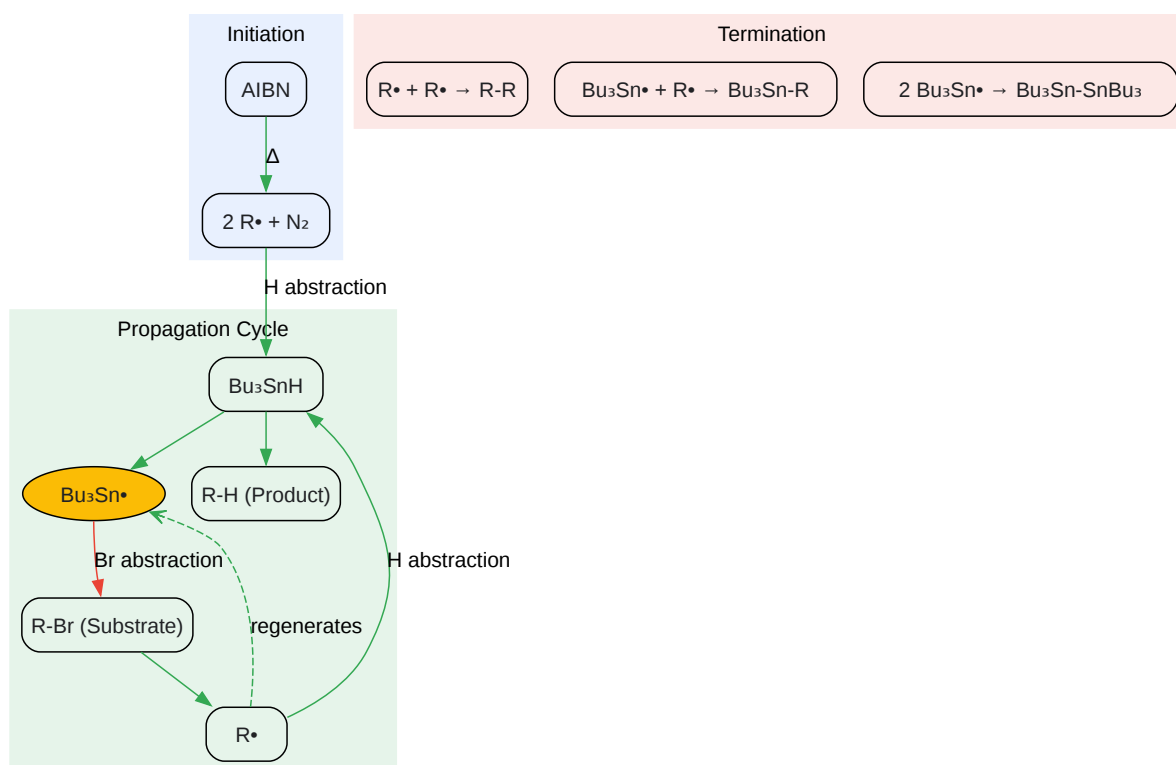 Initiation
Termination
AIBN
R• + R• → R-R
Bu₃Sn• + R• → Bu₃Sn-R
2 Bu₃Sn• → Bu₃Sn-SnBu₃
Δ
2 R• + N₂
H abstraction
Propagation Cycle
Bu₃SnH
Bu₃Sn•
R-H (Product)
Br abstraction
H abstraction
R-Br (Substrate)
regenerates
R•